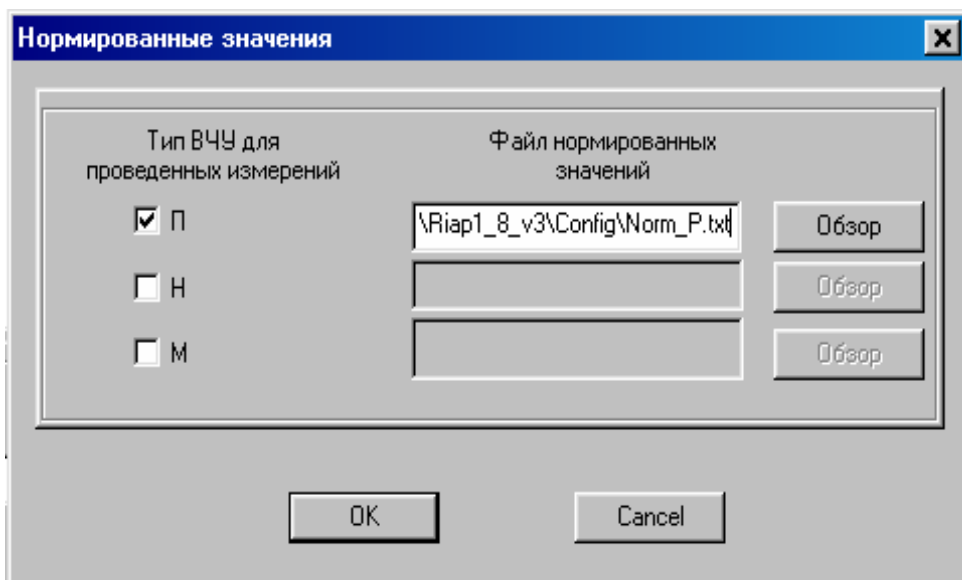 Нормированные значения
Тип ВЧУ для
проведенных измерений
Файл нормированных
значений
П
\Riap1_8_v3\Config\Norm_P.txt
Обзор
Н
Обзор
М
Обзор
OK
Cancel